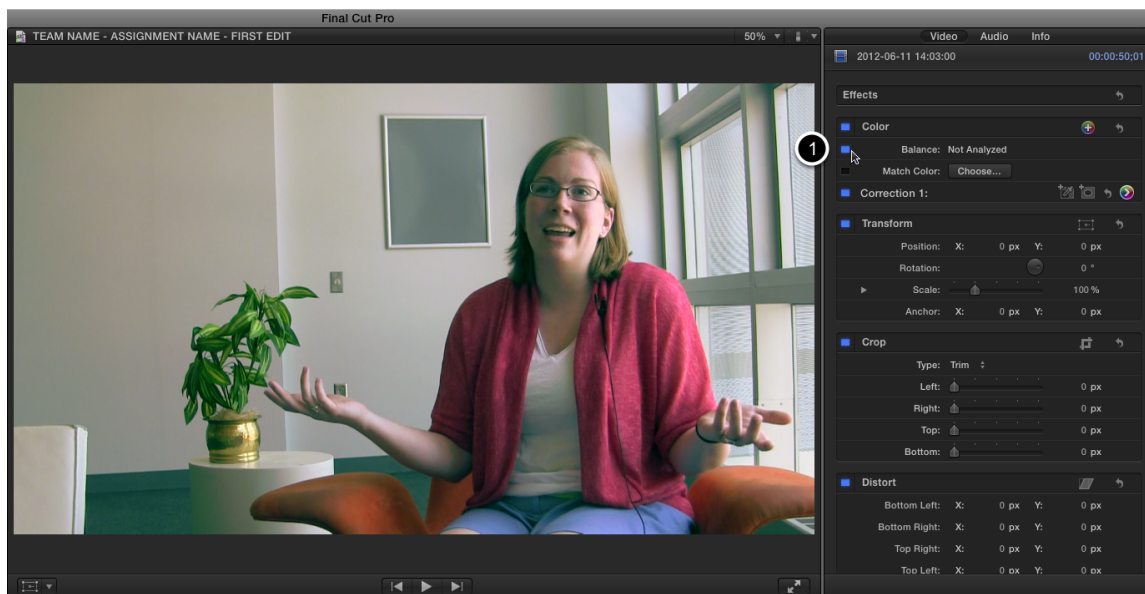 Final Cut Pro
TEAM NAME - ASSIGNMENT NAME - FIRST EDIT
50%
Video Audio Info
2012-06-11 14:03:00 00:00:50;01
Effects
Color
1
Balance: Not Analyzed
Match Color: Choose...
Correction 1:
Transform
Position: X: 0 px Y: 0 px
Rotation: 0 °
Scale: 100 %
Anchor: X: 0 px Y: 0 px
Crop
Type: Trim
Left: 0 px
Right: 0 px
Top: 0 px
Bottom: 0 px
Distort
Bottom Left: X: 0 px Y: 0 px
Bottom Right: X: 0 px Y: 0 px
Top Right: X: 0 px Y: 0 px
Top Left: X: 0 px Y: 0 px